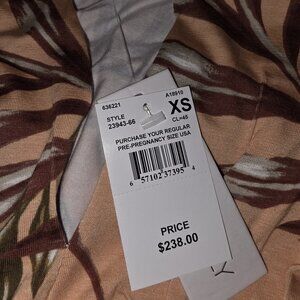 636221 A18910
STYLE XS
23943-66 CL=45
PURCHASE YOUR REGULAR
PRE-PREGNANCY SIZE USA
6 57102 37395 4
PRICE
$238.00